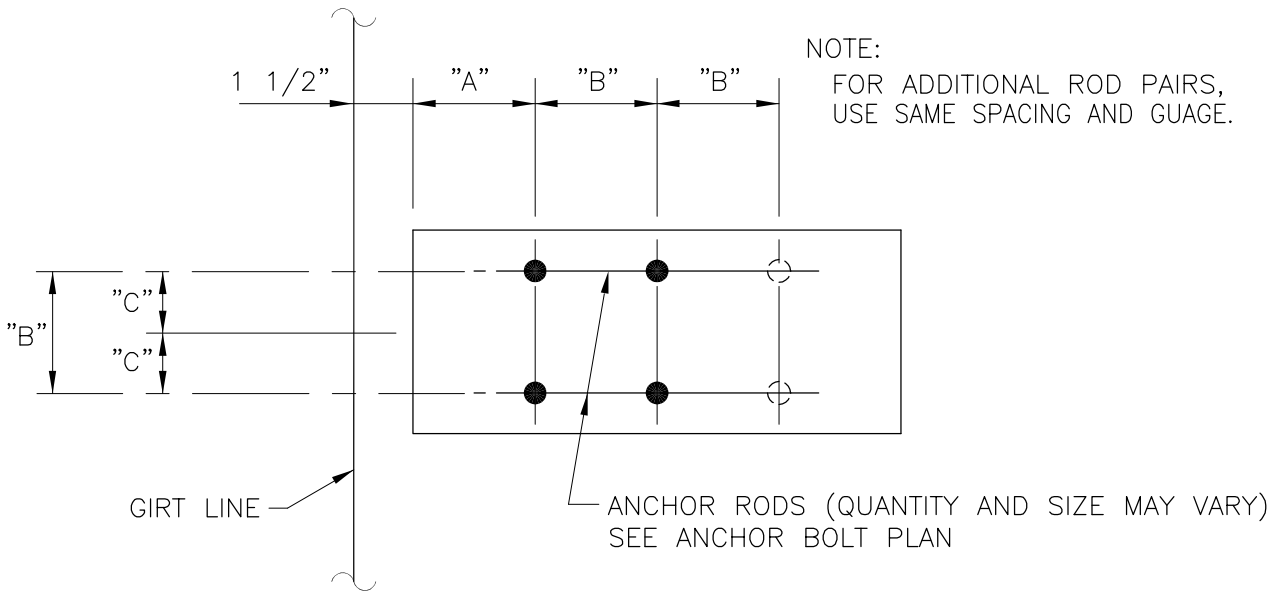 NOTE:
FOR ADDITIONAL ROD PAIRS,
USE SAME SPACING AND GUAGE.
1 1/2”
”A”
”B”
”B”
”C”
”B”
”C”
GIRT LINE
ANCHOR RODS (QUANTITY AND SIZE MAY VARY)
SEE ANCHOR BOLT PLAN